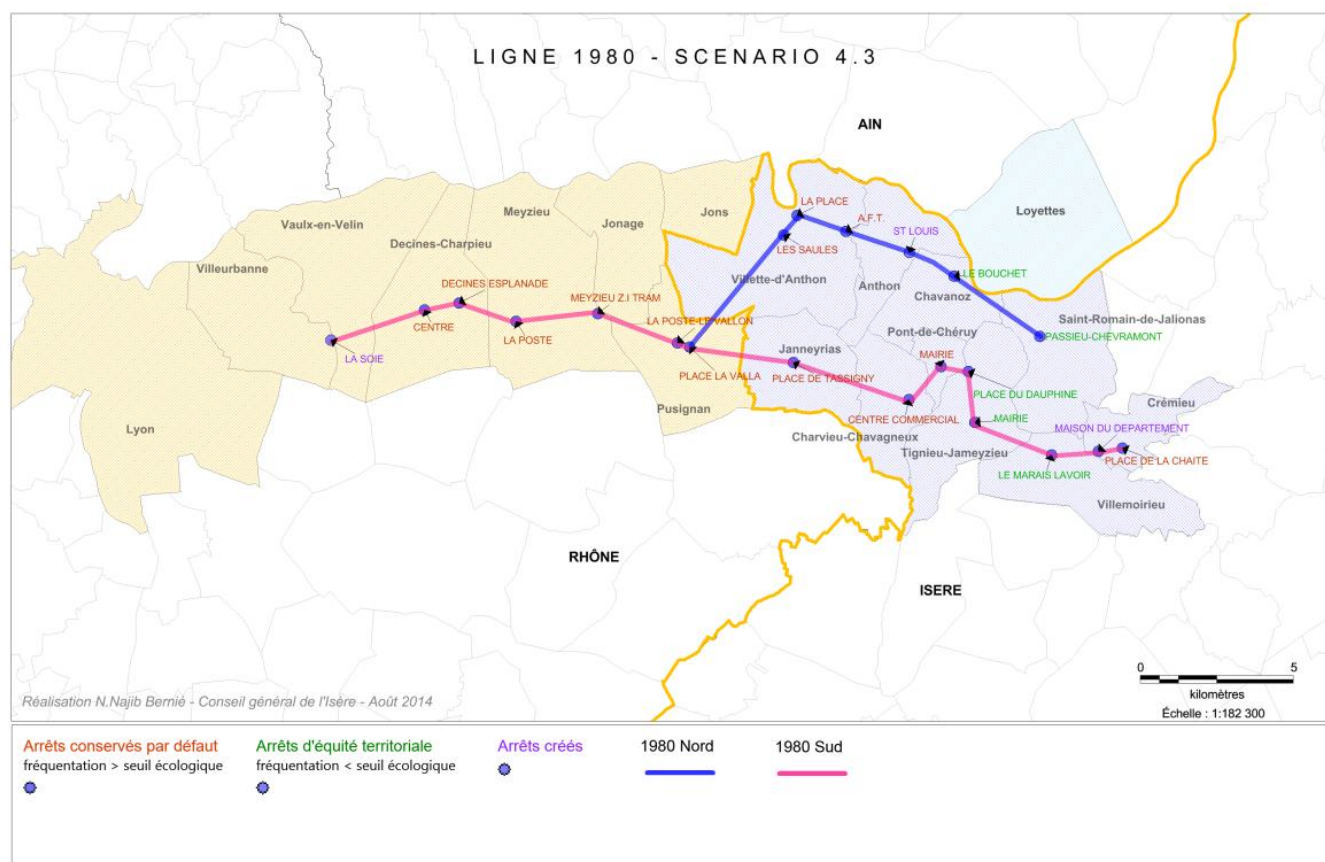 LIGNE 1980 - SCENARIO 4.3
AIN
LA PLACE
Jons
Loyettes
Meyzieu
A.F.T.
Vaulx-en-Velin
Jonage
ST LOUIS
Decines-Charpieu
LES SAULES
Villeurbanne
LE BOUCHET
Villette-d'Anthon
DECINES ESPLANADE
Anthon
Chavanoz
MEYZIEU Z.I TRAM
Saint-Romain-de-Jalionas
LA POSTE-LE VALLON
CENTRE
Pont-de-Chéruy
PASSIEU-CHEVRAMONT
LA POSTE
Janneyrias
MAIRIE
LA SOIE
PLACE LA VALLA
PLACE DE TASSIGNY
PLACE DU DAUPHINE
Crémieu
Pusignan
CENTRE COMMERCIAL
MAIRIE
Lyon
MAISON DU DEPARTEMENT
Charvieu-Chavagneux
Tignieu-Jameyzieu
PLACE DE LA CHAITE
LE MARAIS LAVOIR
Villemoirieu
RHÔNE
ISERE
0 5
kilomètres
Échelle : 1:182 300
Réalisation N.Najib Bernié - Conseil général de l'Isère - Août 2014
Arrêts conservés par défaut
fréquentation > seuil écologique
Arrêts d'équité territoriale
fréquentation < seuil écologique
Arrêts créés
1980 Nord
1980 Sud